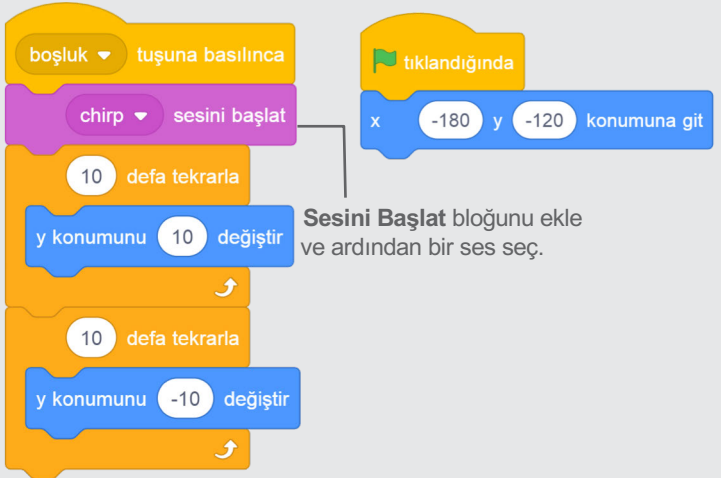 boşluk tuşuna basılınca
chirp sesini başlat
10 defa tekrarla
y konumunu 10 değiştir
10 defa tekrarla
y konumunu -10 değiştir
tıklandığında
x -180 y -120 konumuna git
Sesini Başlat bloğunu ekle
ve ardından bir ses seç.